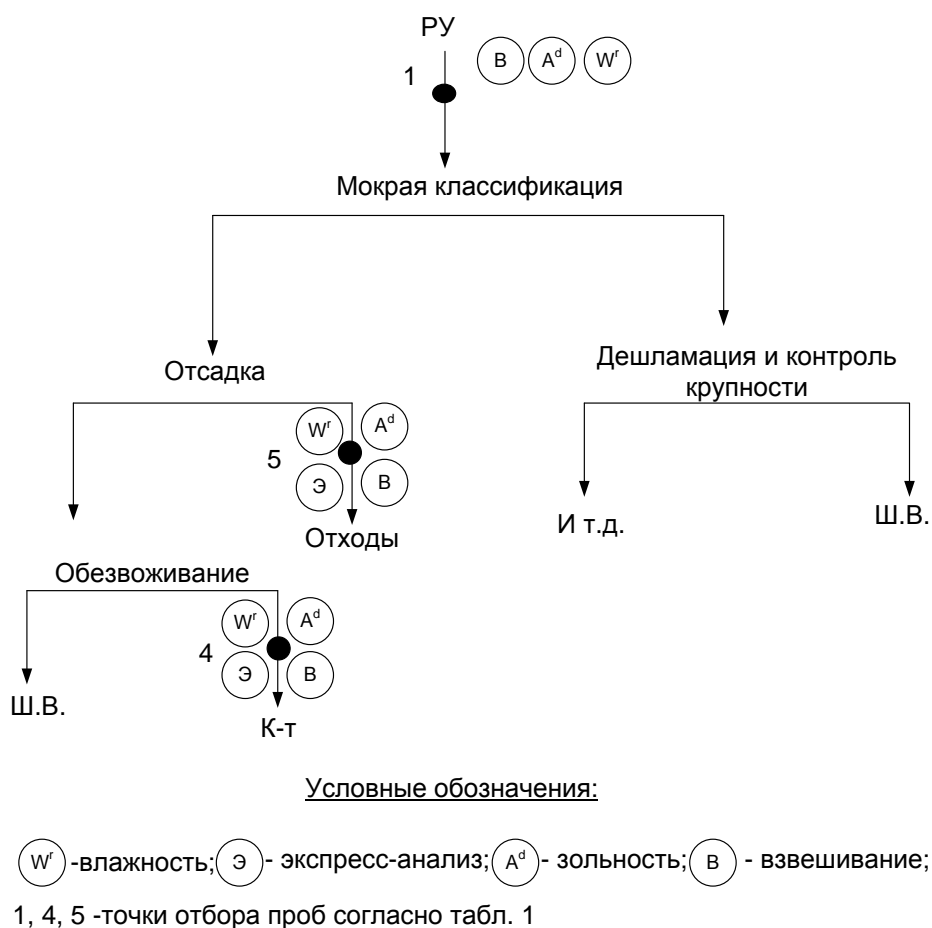 РУ
1
В A^d W^r
Мокрая классификация
Отсадка
Дешламация и контроль
крупности
W^r A^d
5
Э В
Отходы
И т.д.
Ш.В.
Обезвоживание
W^r A^d
4
Э В
Ш.В.
К-т
Условные обозначения:
W^r -влажность; Э - экспресс-анализ; A^d - зольность; В - взвешивание;
1, 4, 5 -точки отбора проб согласно табл. 1